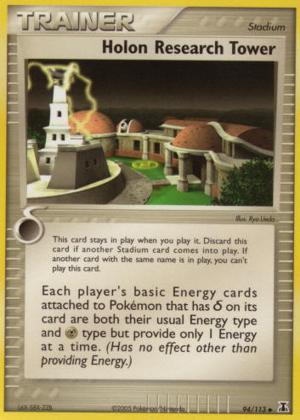 TRAINER
Stadium
Holon Research Tower
Illus. Ryo Ueda
This card stays in play when you play it. Discard this
card if another Stadium card comes into play. If
another card with the same name is in play, you can't
play this card.
Each player's basic Energy cards
attached to Pokémon that has δ on its
card are both their usual Energy type
and type but provide only 1 Energy
at a time. (Has no effect other than
providing Energy.)
©2005 Pokémon/Nintendo
94/113